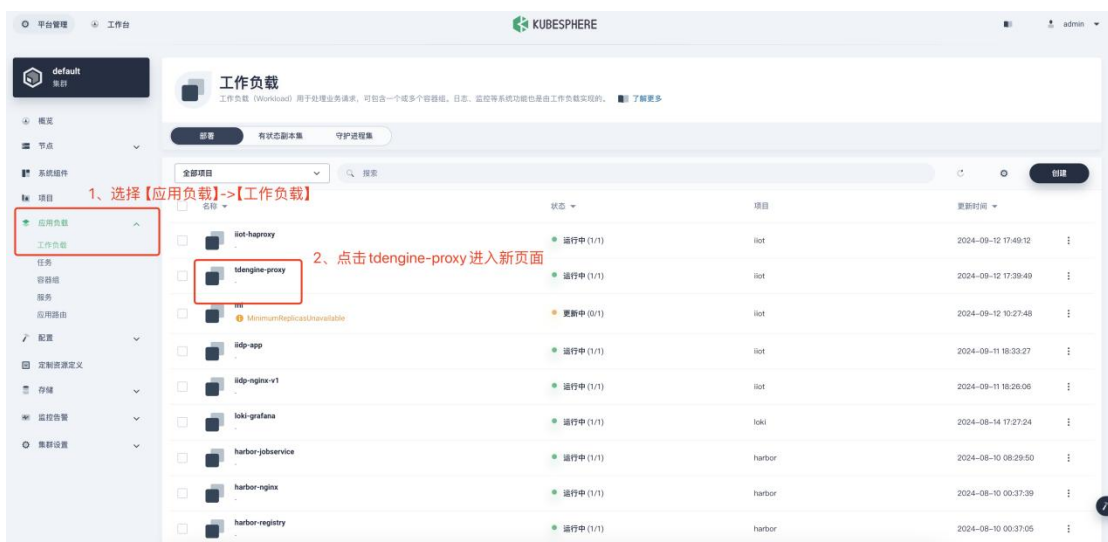 平台管理 工作台 KUBESPHERE admin
default
集群
概览
节点
系统组件
项目
应用负载
工作负载
任务
容器组
服务
应用路由
配置
定制资源定义
存储
监控告警
集群设置
工作负载
工作负载（Workload）用于处理业务请求，可包含一个或多个容器组。日志、监控等系统功能也是由工作负载实现的。 了解更多
部署 有状态副本集 守护进程集
全部项目 搜索 创建
1、选择【应用负载】->【工作负载】
名称 状态 项目 更新时间
iiot-haproxy 运行中 (1/1) iiot 2024-09-12 17:49:12
2、点击tdengine-proxy进入新页面
tdengine-proxy 运行中 (1/1) iiot 2024-09-12 17:39:49
更新中 (0/1) iiot 2024-09-12 10:27:48
MinimumReplicasUnavailable
iidp-app 运行中 (1/1) iiot 2024-09-11 18:33:27
iidp-nginx-v1 运行中 (1/1) iiot 2024-09-11 18:26:06
loki-grafana 运行中 (1/1) loki 2024-08-14 17:27:24
harbor-jobservice 运行中 (1/1) harbor 2024-08-10 08:29:50
harbor-nginx 运行中 (1/1) harbor 2024-08-10 00:37:39
harbor-registry 运行中 (1/1) harbor 2024-08-10 00:37:05